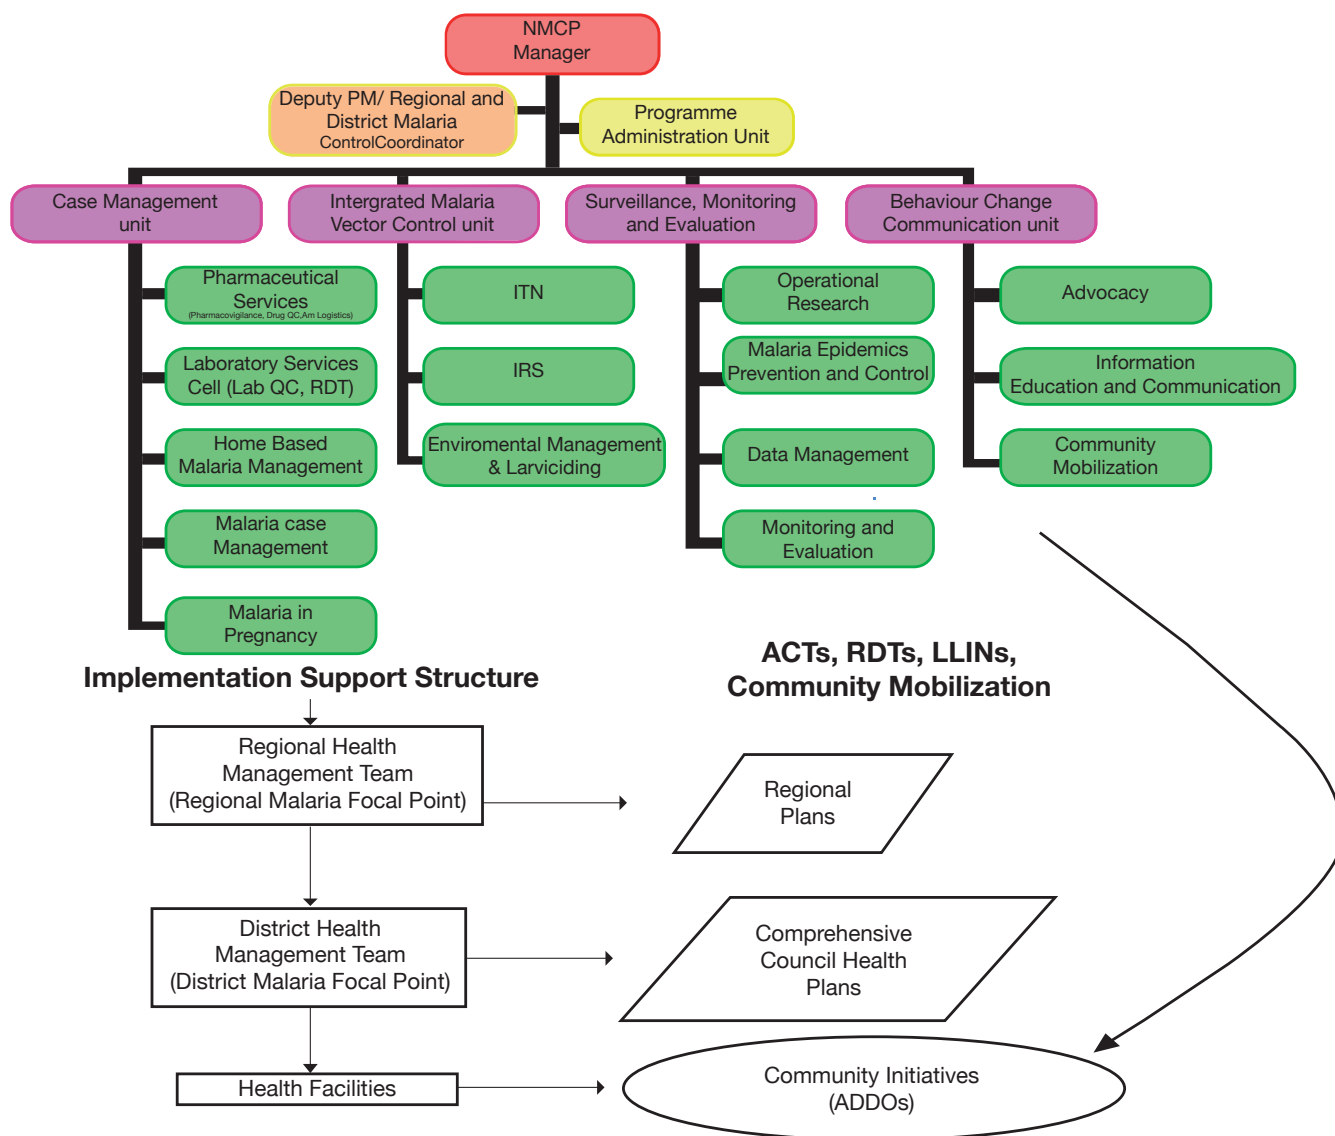 NMCP
Manager
Deputy PM/ Regional and
District Malaria
ControlCoordinator
Programme
Administration Unit
Case Management
unit
Intergrated Malaria
Vector Control unit
Surveillance, Monitoring
and Evaluation
Behaviour Change
Communication unit
Pharmaceutical
Services
(Pharmacovigilance, Drug QC,Am Logistics)
Laboratory Services
Cell (Lab QC, RDT)
Home Based
Malaria Management
Malaria case
Management
Malaria in
Pregnancy
ITN
IRS
Enviromental Management
& Larviciding
Operational
Research
Malaria Epidemics
Prevention and Control
Data Management
Monitoring and
Evaluation
Advocacy
Information
Education and Communication
Community
Mobilization
Implementation Support Structure
ACTs, RDTs, LLINs,
Community Mobilization
Regional Health
Management Team
(Regional Malaria Focal Point)
Regional
Plans
District Health
Management Team
(District Malaria Focal Point)
Comprehensive
Council Health
Plans
Health Facilities
Community Initiatives
(ADDOs)